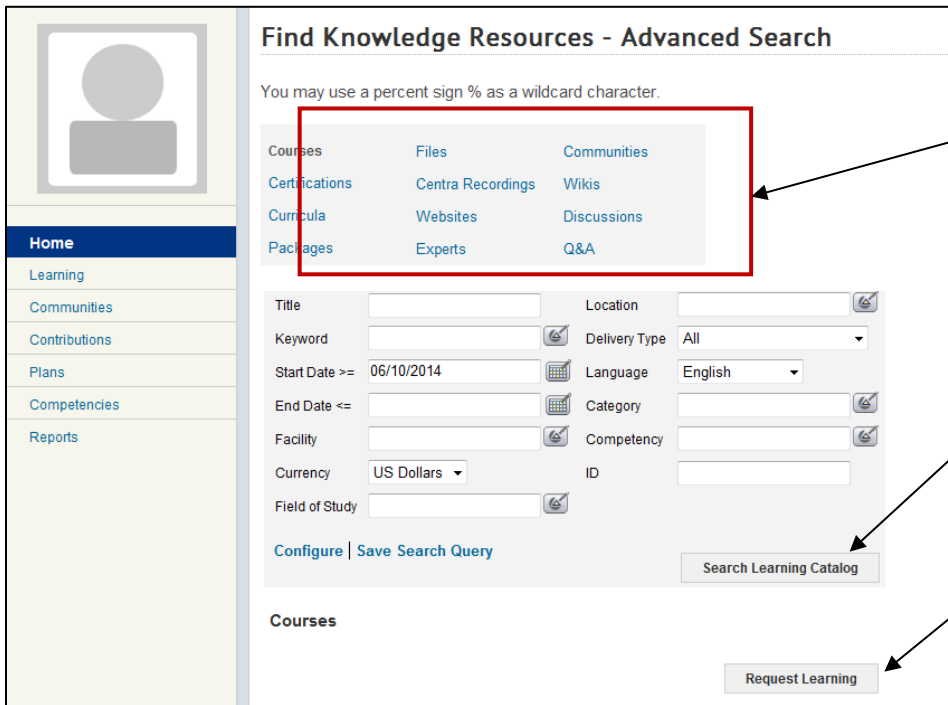 Find Knowledge Resources - Advanced Search
You may use a percent sign % as a wildcard character.
Courses Files Communities
Certifications Centra Recordings Wikis
Curricula Websites Discussions
Packages Experts Q&A
Home
Learning
Communities
Contributions
Plans
Competencies
Reports
Title Location
Keyword Delivery Type All
Start Date >= 06/10/2014 Language English
End Date <= Category
Facility Competency
Currency US Dollars ID
Field of Study
Configure | Save Search Query
Search Learning Catalog
Courses
Request Learning